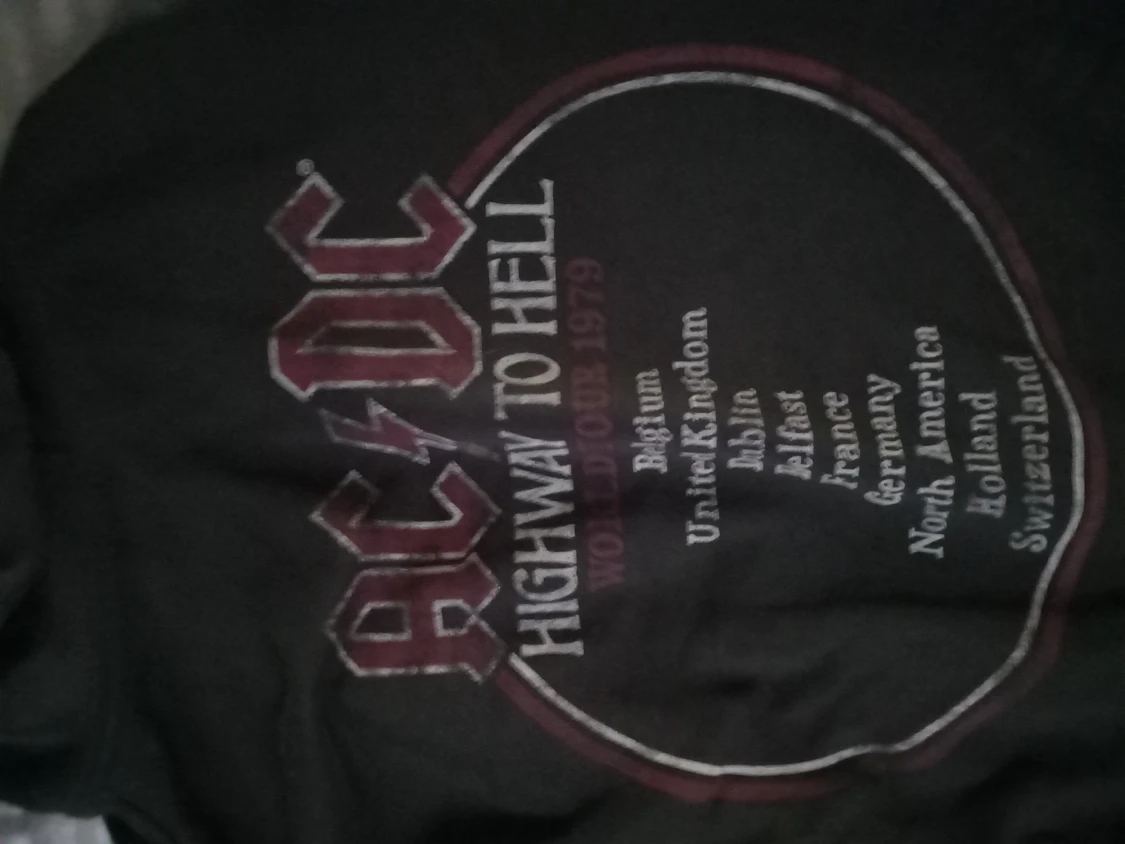 AC⚡DC®
HIGHWAY TO HELL
WORLD TOUR 1979
Belgium
United Kingdom
Dublin
Belfast
France
Germany
North America
Holland
Switzerland